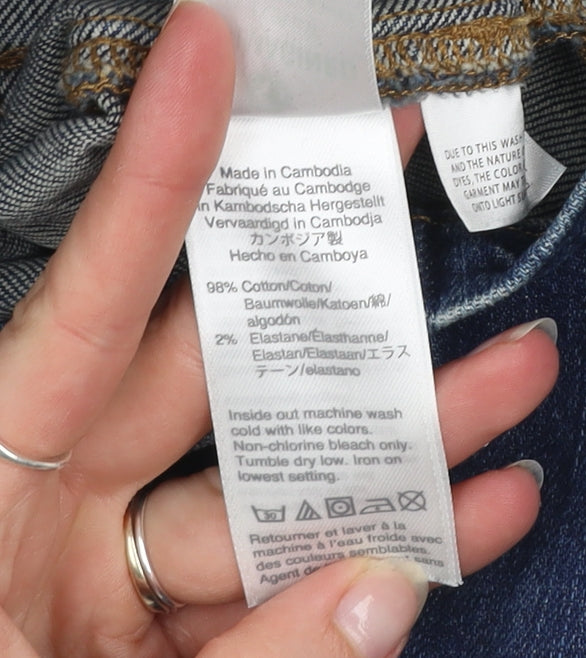 Made in Cambodia
Fabriqué au Cambodge
in Kambodscha Hergestellt
Vervaardigd in Cambodja
カンボジア製
Hecho en Camboya
98% Cotton/Coton/
Baumwolle/Katoen/綿/
algodón
2% Elastane/Élasthanne/
Elastan/Elastaan/エラス
テーン/elastano
Inside out machine wash
cold with like colors.
Non-chlorine bleach only.
Tumble dry low. Iron on
lowest setting.
30
Retourner et laver à la
machine à l'eau froide avec
des couleurs semblables.
Agent de sans
DUE TO THIS WASH
AND THE NATURE
DYES, THE COLOR
GARMENT MAY
ONTO LIGHT